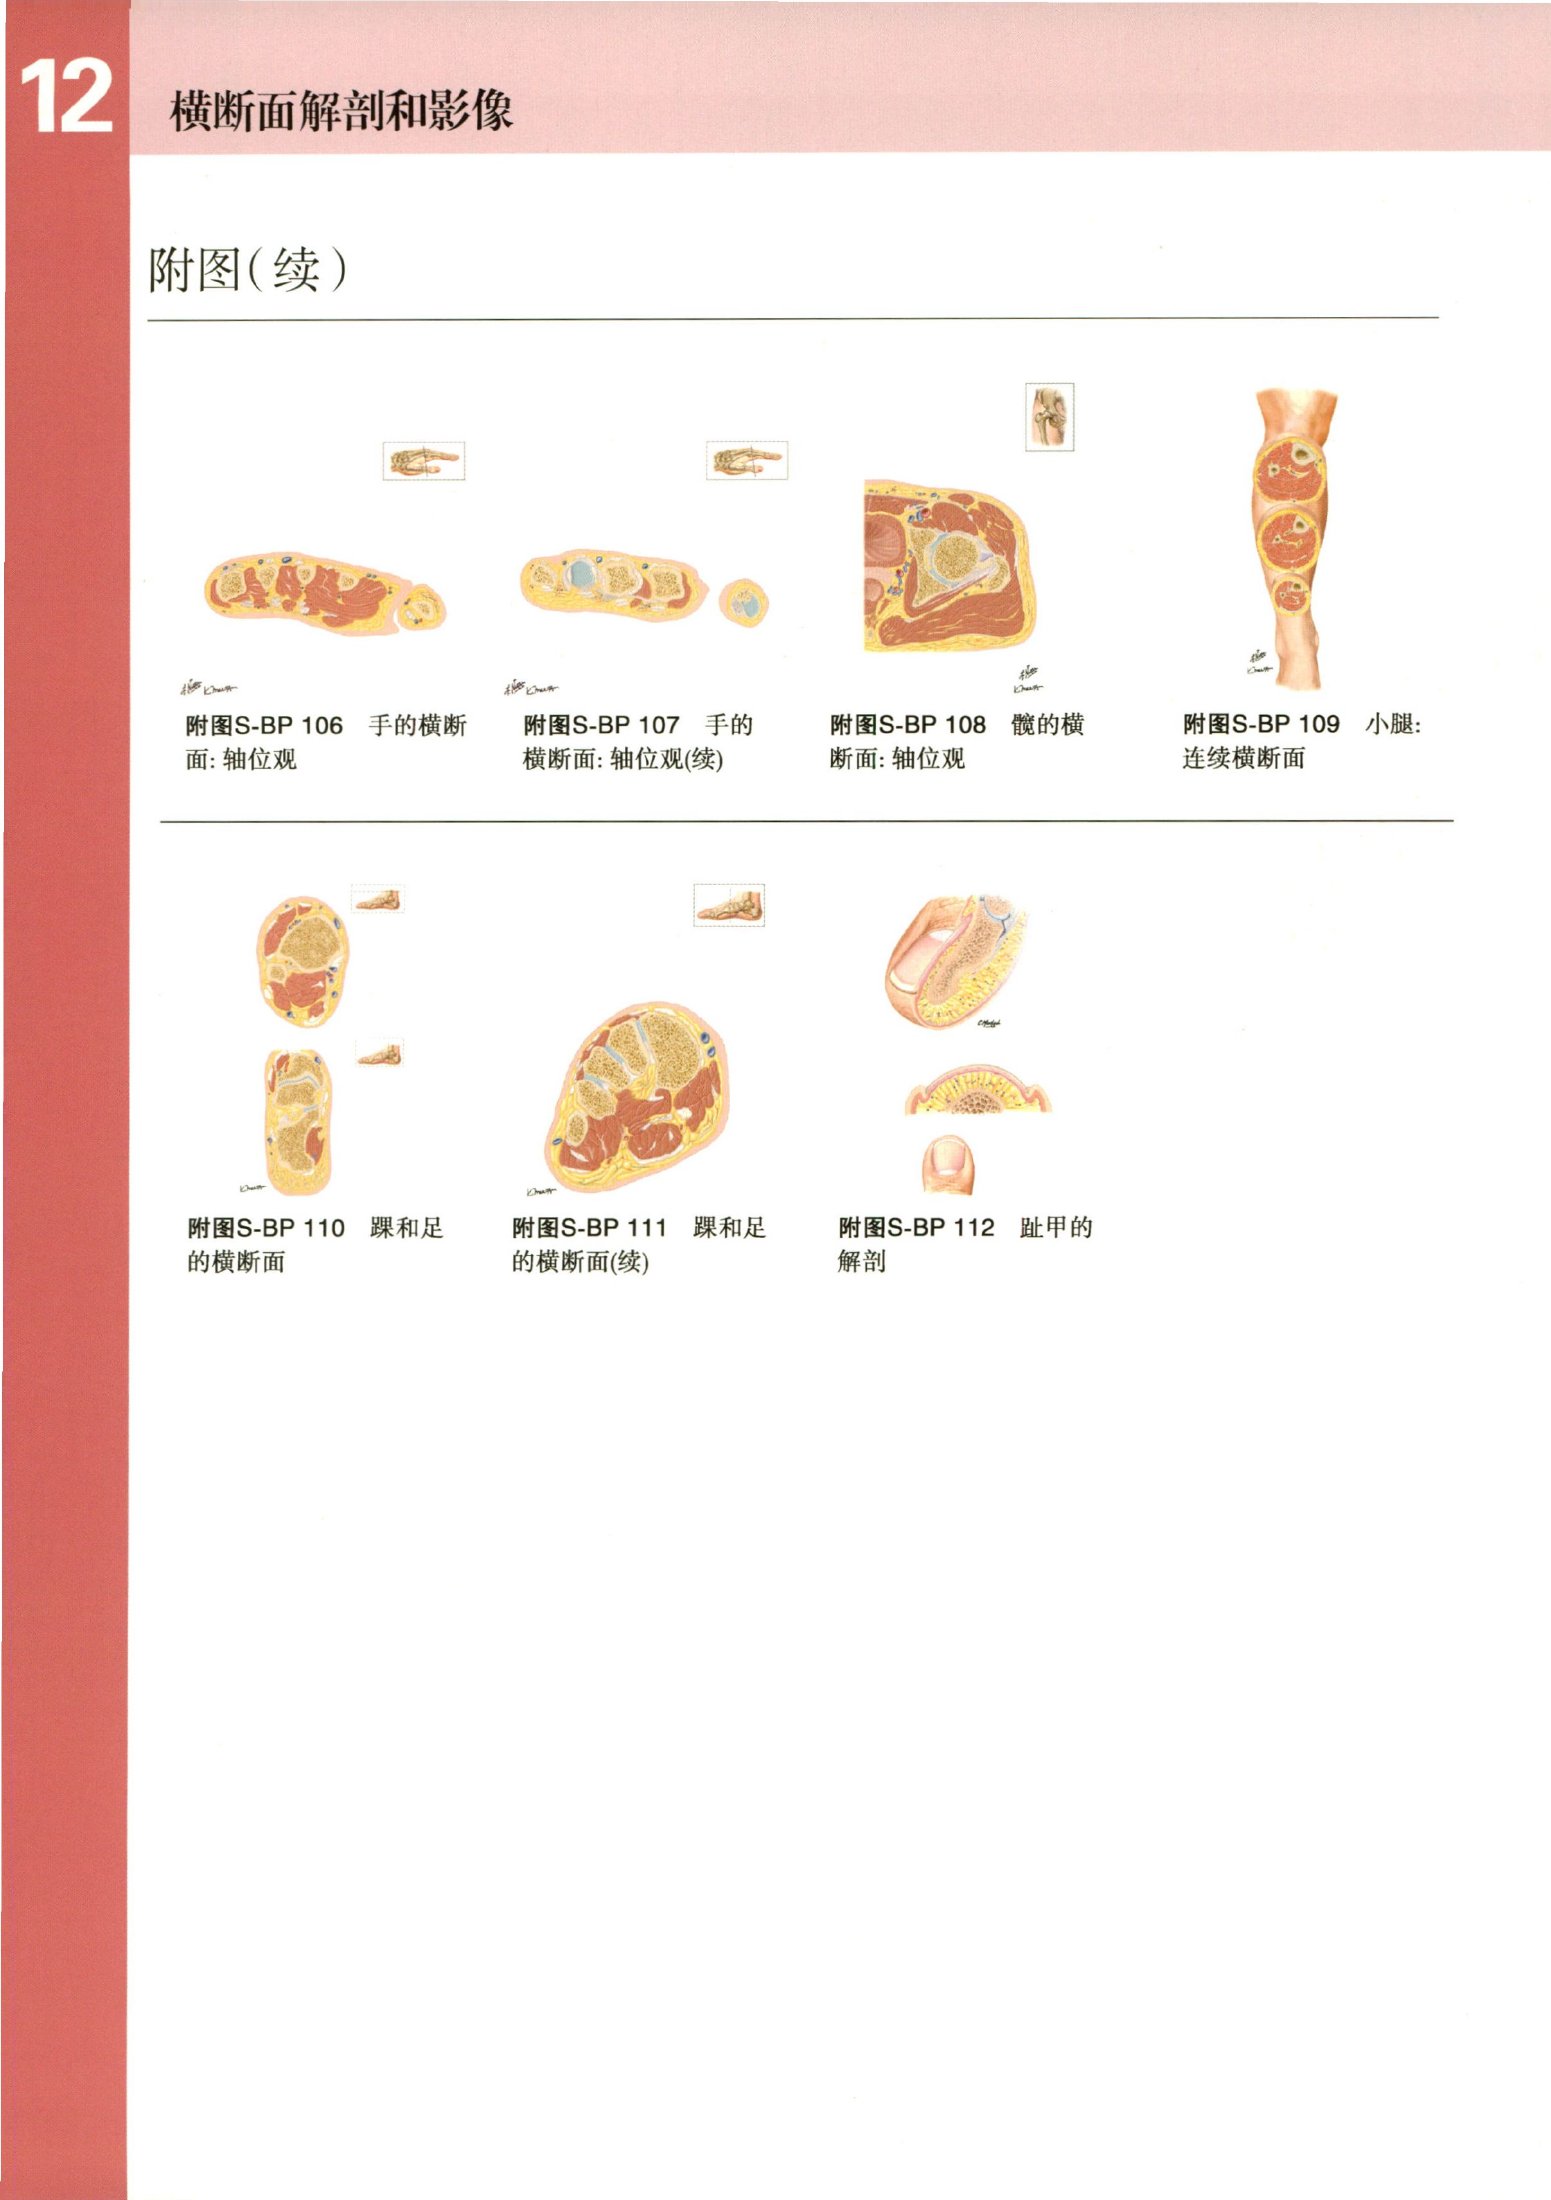 12
横断面解剖和影像
附图(续)
附图S-BP 106 手的横断
面: 轴位观
附图S-BP 107 手的
横断面: 轴位观(续)
附图S-BP 108 髋的横
断面: 轴位观
附图S-BP 109 小腿:
连续横断面
附图S-BP 110 踝和足
的横断面
附图S-BP 111 踝和足
的横断面(续)
附图S-BP 112 趾甲的
解剖